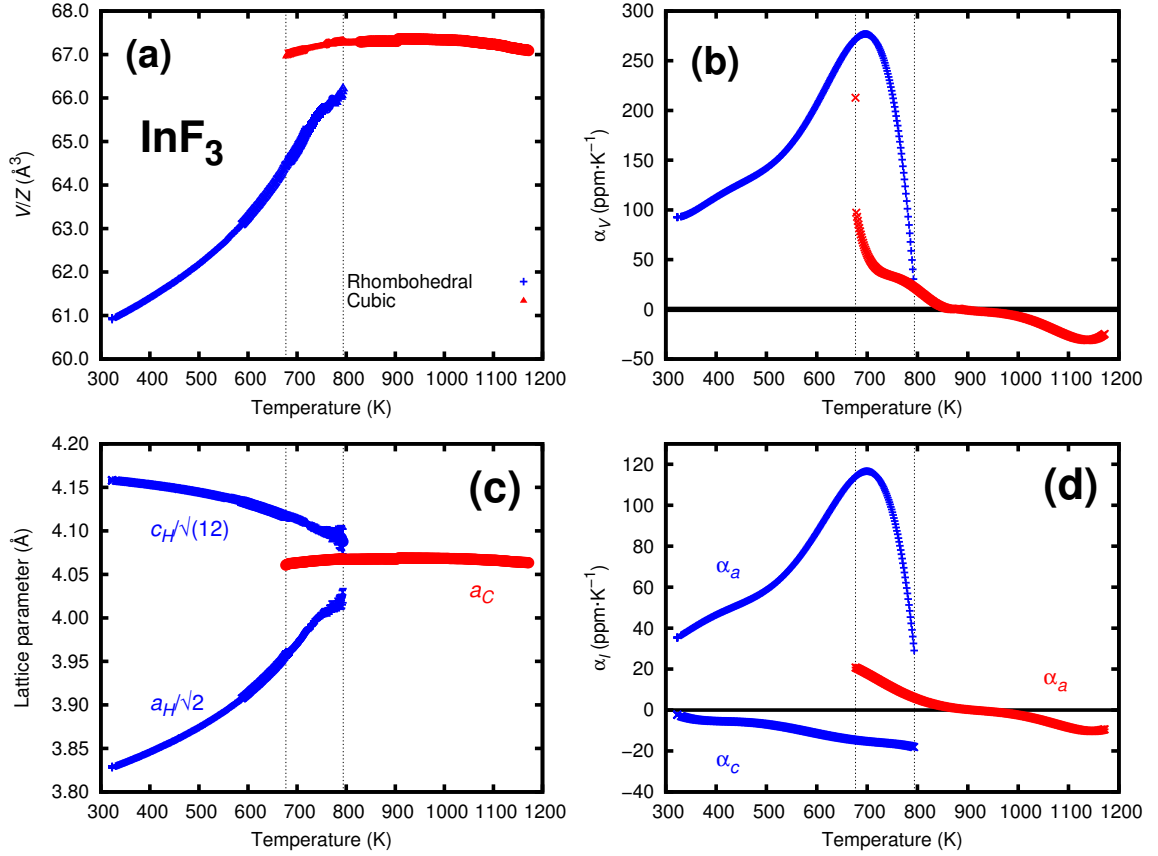 68.0
67.0
66.0
65.0
64.0
63.0
62.0
61.0
60.0
V/Z (Å³)
(a)
InF₃
Rhombohedral
Cubic
300 400 500 600 700 800 900 1000 1100 1200
Temperature (K)
300
250
200
150
100
50
0
−50
αV (ppm·K⁻¹)
(b)
300 400 500 600 700 800 900 1000 1100 1200
Temperature (K)
4.20
4.15
4.10
4.05
4.00
3.95
3.90
3.85
3.80
Lattice parameter (Å)
(c)
cH/√(12)
aC
aH/√2
300 400 500 600 700 800 900 1000 1100 1200
Temperature (K)
120
100
80
60
40
20
0
−20
−40
αl (ppm·K⁻¹)
(d)
αa
αa
αc
300 400 500 600 700 800 900 1000 1100 1200
Temperature (K)